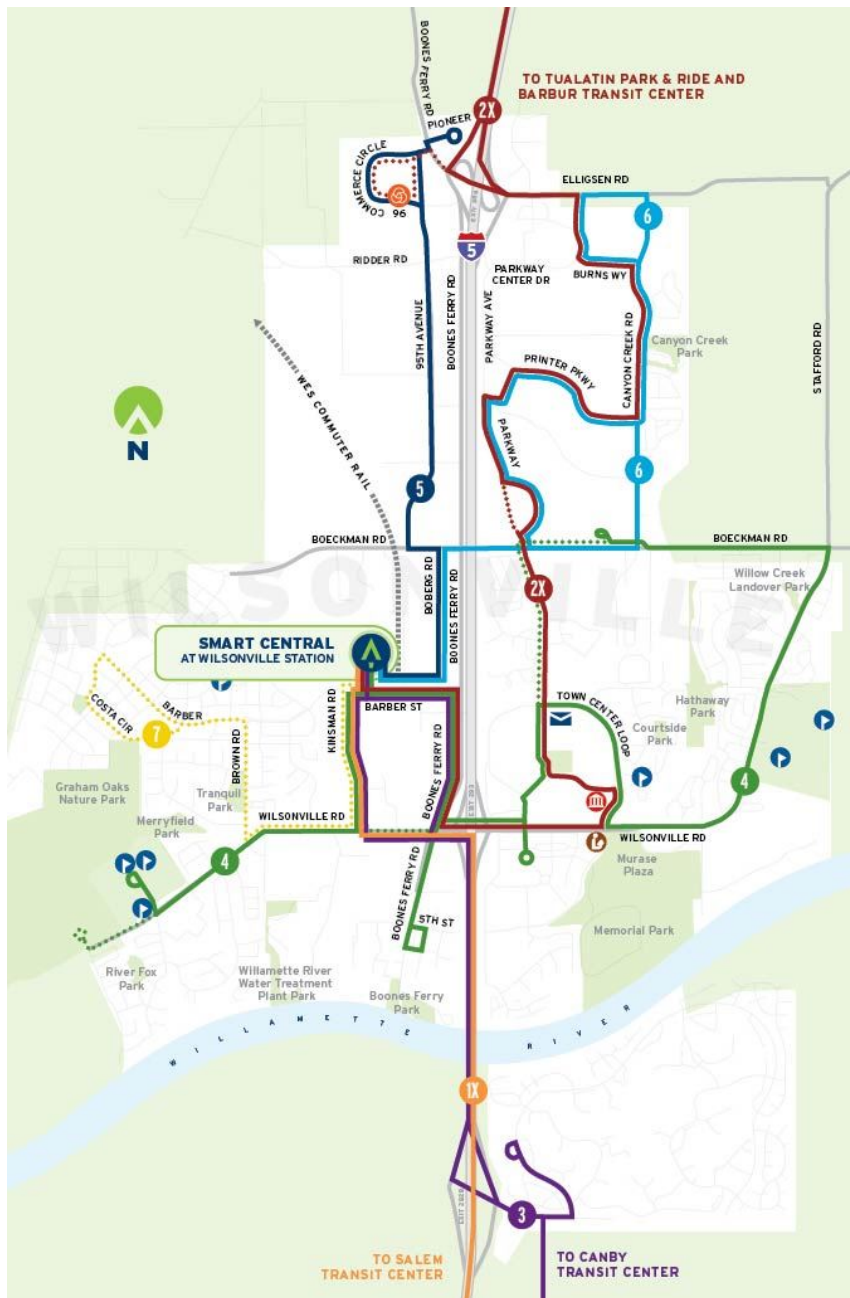 BOONES FERRY RD
TO TUALATIN PARK & RIDE AND
BARBUR TRANSIT CENTER
2X
PIONEER
COMMERCE CIRCLE
96
ELLIGSEN RD
6
5
RIDDER RD
PARKWAY
CENTER DR
BURNS WY
95TH AVENUE
BOONES FERRY RD
PARKWAY AVE
CANYON CREEK RD
Canyon Creek
Park
STAFFORD RD
PRINTER PKWY
WES COMMUTER RAIL
N
PARKWAY
6
5
BOECKMAN RD
BOECKMAN RD
WILSONVILLE
BOBERG RD
BOONES FERRY RD
2X
Willow Creek
Landover Park
SMART CENTRAL
AT WILSONVILLE STATION
COSTA CIR
BARBER
7
BROWN RD
KINSMAN RD
BARBER ST
BOONES FERRY RD
TOWN CENTER LOOP
Hathaway
Park
Courtside
Park
4
Graham Oaks
Nature Park
Tranquil
Park
Merryfield
Park
WILSONVILLE RD
EXIT 283
WILSONVILLE RD
4
BOONES FERRY RD
5TH ST
Murase
Plaza
Memorial Park
River Fox
Park
Willamette River
Water Treatment
Plant Park
Boones Ferry
Park
WILLAMETTE RIVER
1X
3
TO SALEM
TRANSIT CENTER
TO CANBY
TRANSIT CENTER